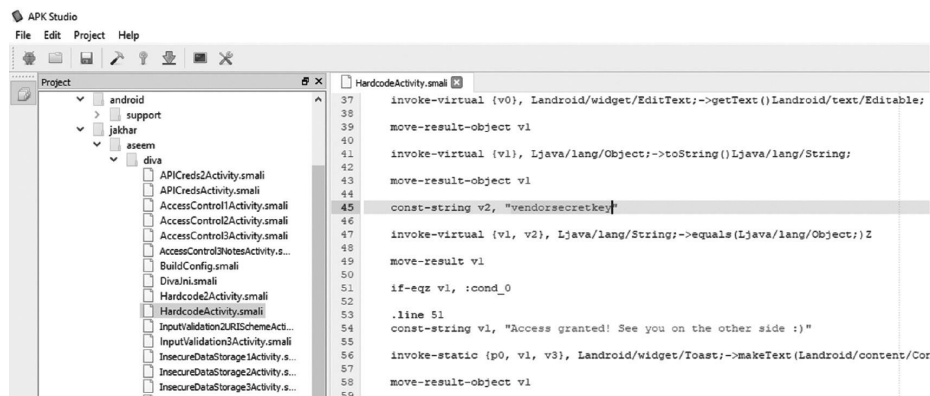 APK Studio
File Edit Project Help
Project
android
support
jakhar
aseem
diva
APICreds2Activity.smali
APICredsActivity.smali
AccessControl1Activity.smali
AccessControl2Activity.smali
AccessControl3Activity.smali
AccessControl3NotesActivity.s...
BuildConfig.smali
DivaJni.smali
Hardcode2Activity.smali
HardcodeActivity.smali
InputValidation2URISchemeActi...
InputValidation3Activity.smali
InsecureDataStorage1Activity.s...
InsecureDataStorage2Activity.s...
InsecureDataStorage3Activity.s...
HardcodeActivity.smali
37 invoke-virtual {v0}, Landroid/widget/EditText;->getText()Landroid/text/Editable;
38
39 move-result-object v1
40
41 invoke-virtual {v1}, Ljava/lang/Object;->toString()Ljava/lang/String;
42
43 move-result-object v1
44
45 const-string v2, "vendorsecretkey"
46
47 invoke-virtual {v1, v2}, Ljava/lang/String;->equals(Ljava/lang/Object;)Z
48
49 move-result v1
50
51 if-eqz v1, :cond_0
52
53 .line 51
54 const-string v1, "Access granted! See you on the other side :)"
55
56 invoke-static {p0, v1, v3}, Landroid/widget/Toast;->makeText(Landroid/content/Con
57
58 move-result-object v1
59